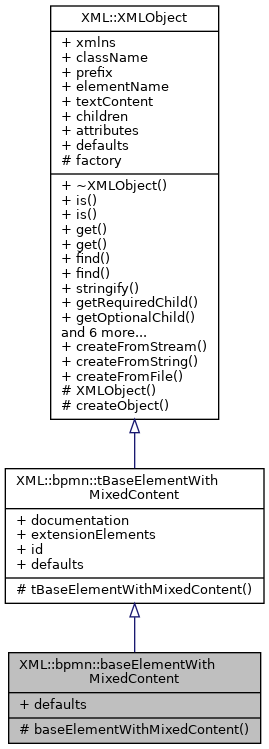 XML::XMLObject
+ xmlns
+ className
+ prefix
+ elementName
+ textContent
+ children
+ attributes
+ defaults
# factory
+ ~XMLObject()
+ is()
+ is()
+ get()
+ get()
+ find()
+ find()
+ stringify()
+ getRequiredChild()
+ getOptionalChild()
and 6 more...
+ createFromStream()
+ createFromString()
+ createFromFile()
# XMLObject()
# createObject()
XML::bpmn::tBaseElementWith
MixedContent
+ documentation
+ extensionElements
+ id
+ defaults
# tBaseElementWithMixedContent()
XML::bpmn::baseElementWith
MixedContent
+ defaults
# baseElementWithMixedContent()